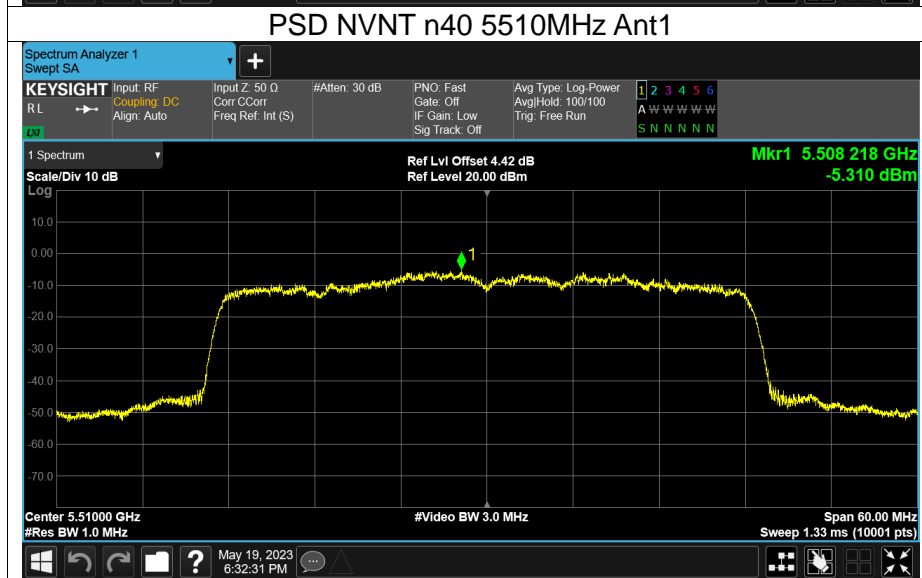 PSD NVNT n40 5510MHz Ant1
Spectrum Analyzer 1
Swept SA
+
KEYSIGHT Input: RF Input Z: 50 Ω #Atten: 30 dB PNO: Fast Avg Type: Log-Power 1 2 3 4 5 6
RL Coupling: DC Corr CCorr Gate: Off Avg|Hold: 100/100 A W W W W W
Align: Auto Freq Ref: Int (S) IF Gain: Low Trig: Free Run
LXI Sig Track: Off S N N N N N
1 Spectrum Ref Lvl Offset 4.42 dB Mkr1 5.508 218 GHz
Scale/Div 10 dB Ref Level 20.00 dBm -5.310 dBm
Log
10.0
0.00
1
-10.0
-20.0
-30.0
-40.0
-50.0
-60.0
-70.0
Center 5.51000 GHz #Video BW 3.0 MHz Span 60.00 MHz
#Res BW 1.0 MHz Sweep 1.33 ms (10001 pts)
? May 19, 2023
6:32:31 PM